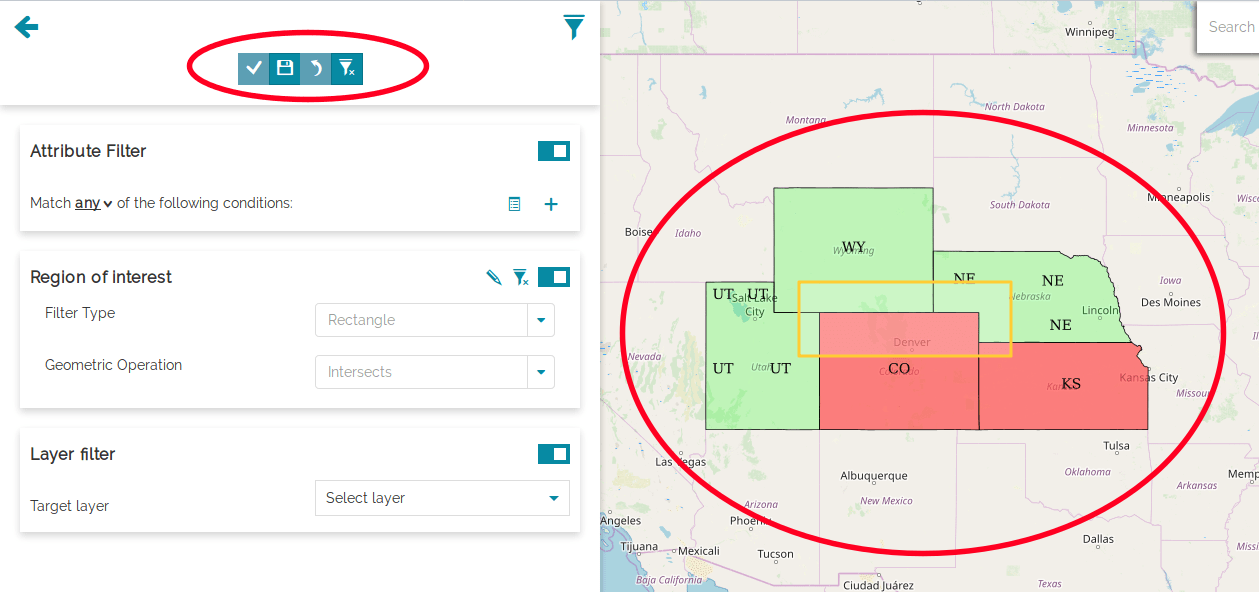 Attribute Filter
Match any of the following conditions:
Region of interest
Filter Type
Rectangle
Geometric Operation
Intersects
Layer filter
Target layer
Select layer
Search
Winnipeg
North Dakota
Montana
Minnesota
Minneapolis
South Dakota
Boise
Idaho
Wisc
WY
Wyoming
NE
NE
Iowa
UT
UT
Salt Lake
City
Nebraska
Des Moines
Lincoln
NE
Denver
Nevada
UT
Utah
UT
CO
Colorado
KS
Kansas City
Missou
Las Vegas
Tulsa
Albuquerque
Oklahoma
Memp
Arkansas
Arizona
New Mexico
Angeles
Phoenix
Dallas
Tijuana
Mexicali
Tucson
Missi
Baja California
Ciudad Juárez
Texas